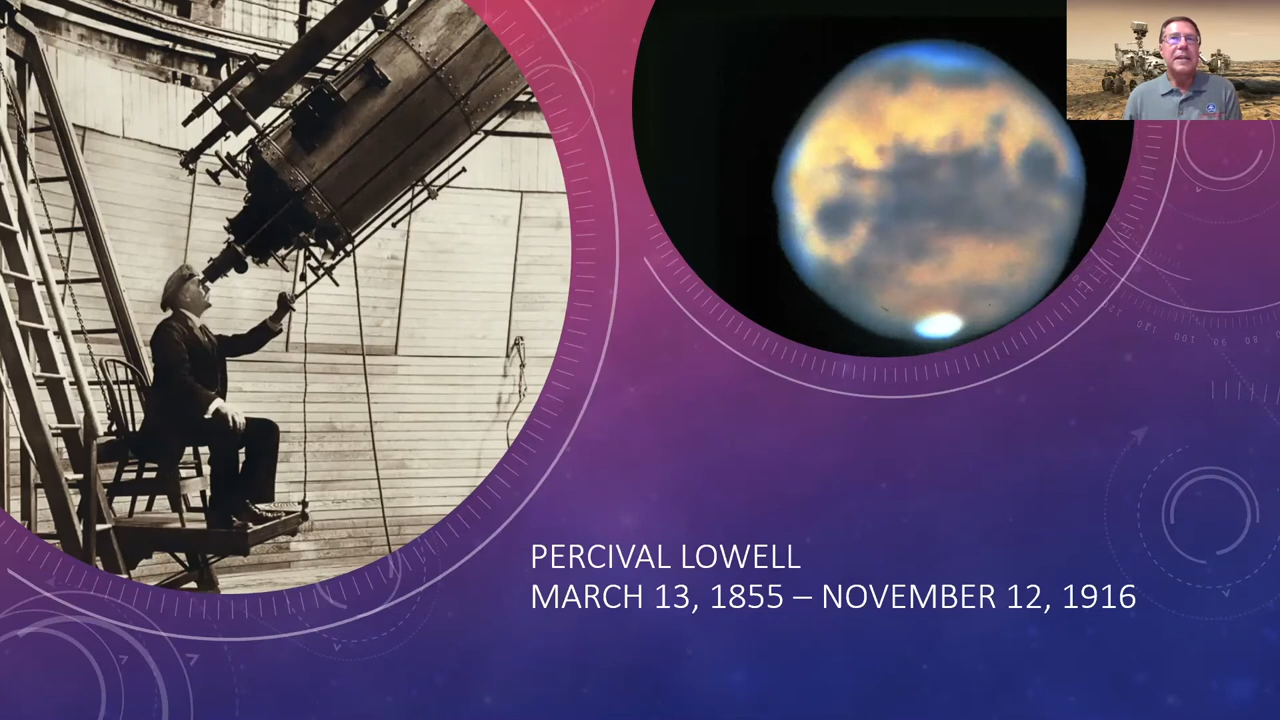 PERCIVAL LOWELL
MARCH 13, 1855 – NOVEMBER 12, 1916